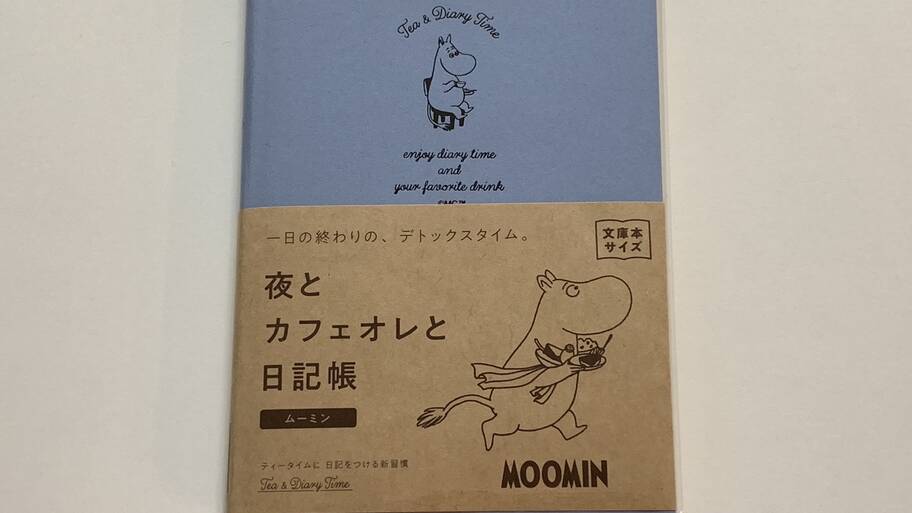 Tea & Diary Time
enjoy diary time
and
your favorite drink
©MC™
一日の終わりの、デトックスタイム。
文庫本
サイズ
夜と
カフェオレと
日記帳
ムーミン
ティータイムに 日記をつける新習慣
Tea & Diary Time
MOOMIN